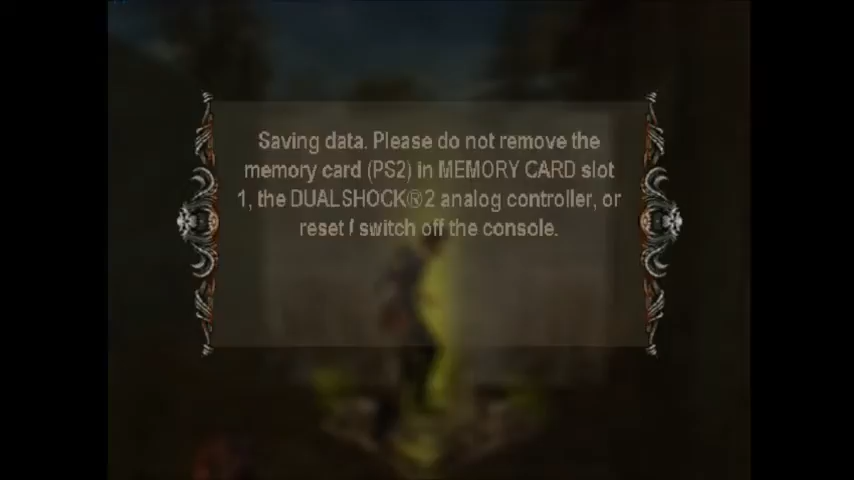 Saving data. Please do not remove the
memory card (PS2) in MEMORY CARD slot
1, the DUALSHOCK®2 analog controller, or
reset / switch off the console.